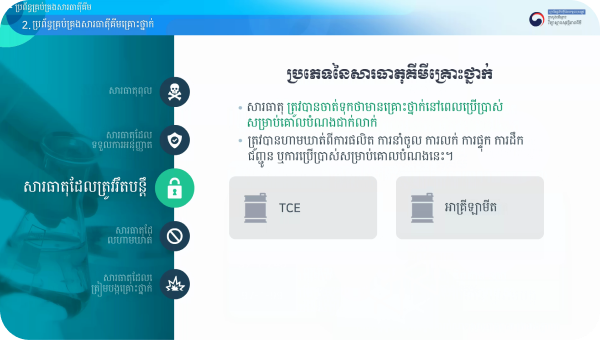 ប្រព័ន្ធគ្រប់គ្រងសារធាតុគីមី
2. ប្រព័ន្ធគ្រប់គ្រងសារធាតុគីមីគ្រោះថ្នាក់
ប្រភេទនៃសារធាតុគីមីគ្រោះថ្នាក់
សារធាតុពុល
សារធាតុដែល
ទទួលការអនុញ្ញាត
សារធាតុដែលត្រូវរឹតបន្តឹ
សារធាតុដែ
លហាមឃាត់
សារធាតុដែលត្រ
ត្រៀមបង្កគ្រោះថ្នាក់
• សារធាតុ ត្រូវបានចាត់ទុកថាមានគ្រោះថ្នាក់នៅពេលប្រើប្រាស់
សម្រាប់គោលបំណងជាក់លាក់
• ត្រូវបានហាមឃាត់ពីការផលិត ការនាំចូល ការលក់ ការផ្ទុក ការដឹក
ជញ្ជូន ឬការប្រើប្រាស់សម្រាប់គោលបំណងនេះ។
TCE
អាគ្រីឡាមីត